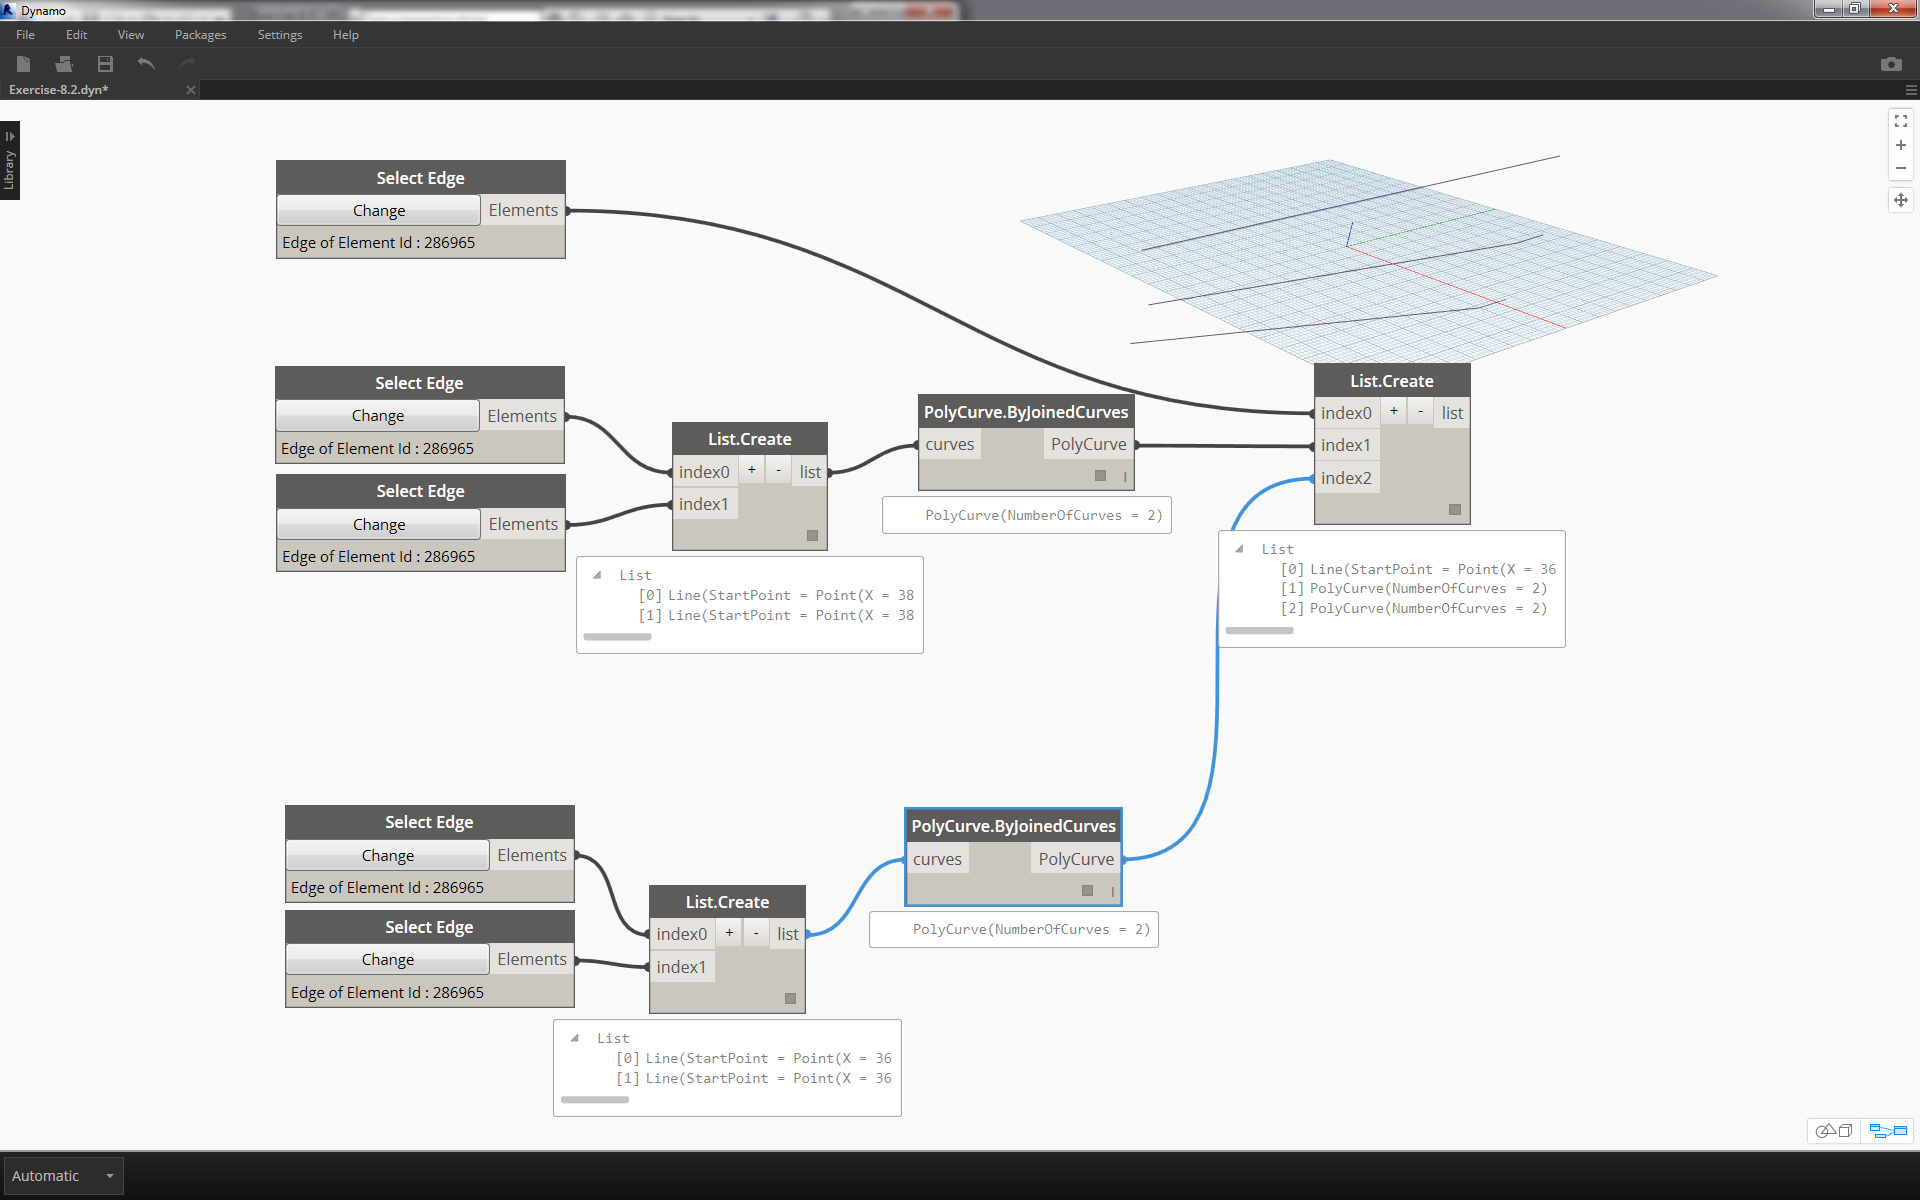 Dynamo
File Edit View Packages Settings Help
Exercise-8.2.dyn*
Library
Select Edge
Change Elements
Edge of Element Id : 286965
Select Edge
Change Elements
Edge of Element Id : 286965
Select Edge
Change Elements
Edge of Element Id : 286965
List.Create
index0 + - list
index1
List
[0] Line(StartPoint = Point(X = 38
[1] Line(StartPoint = Point(X = 38
PolyCurve.ByJoinedCurves
curves PolyCurve
|
PolyCurve(NumberOfCurves = 2)
List.Create
index0 + - list
index1
index2
List
[0] Line(StartPoint = Point(X = 36
[1] PolyCurve(NumberOfCurves = 2)
[2] PolyCurve(NumberOfCurves = 2)
Select Edge
Change Elements
Edge of Element Id : 286965
Select Edge
Change Elements
Edge of Element Id : 286965
List.Create
index0 + - list
index1
List
[0] Line(StartPoint = Point(X = 36
[1] Line(StartPoint = Point(X = 36
PolyCurve.ByJoinedCurves
curves PolyCurve
|
PolyCurve(NumberOfCurves = 2)
Automatic